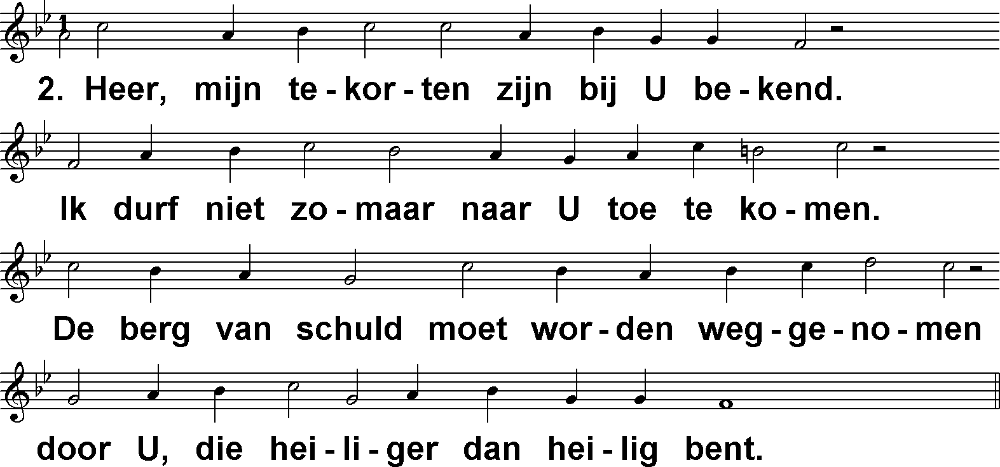 1
2. Heer, mijn te - kor - ten zijn bij U be - kend.
Ik durf niet zo - maar naar U toe te ko - men.
De berg van schuld moet wor - den weg - ge - no - men
door U, die hei - li - ger dan hei - lig bent.